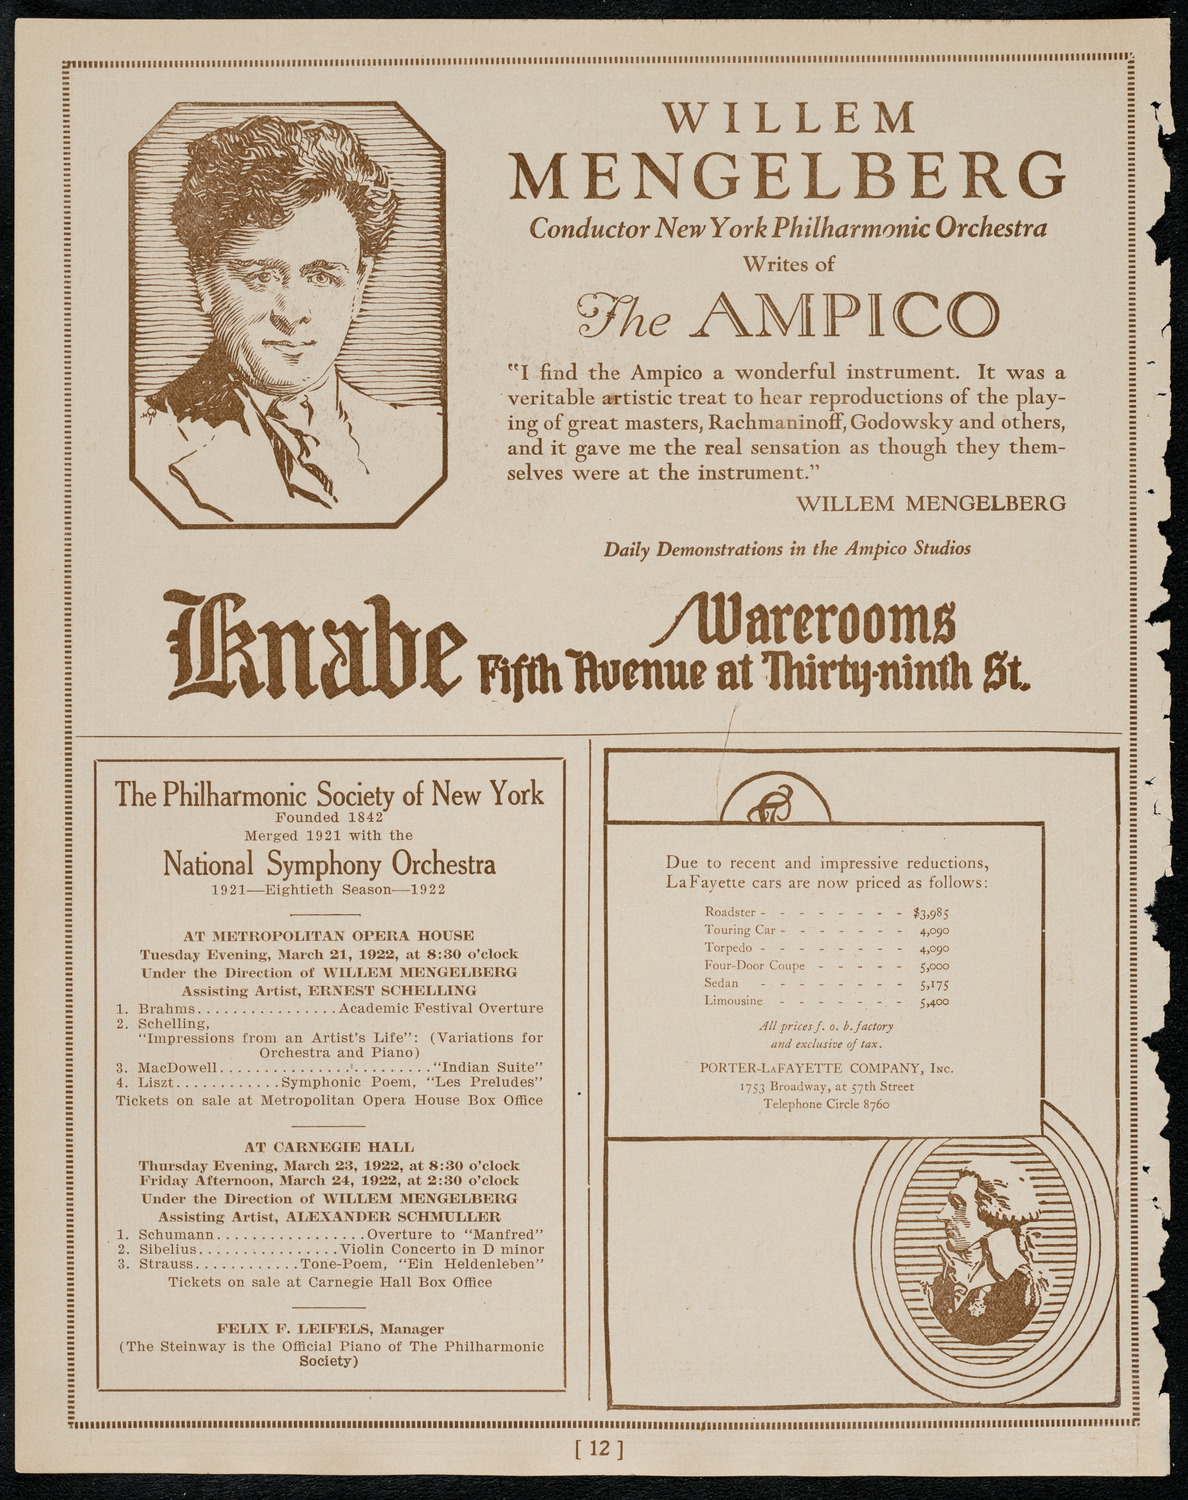 WILLEM
MENGELBERG
Conductor New York Philharmonic Orchestra
Writes of
The AMPICO
"I find the Ampico a wonderful instrument. It was a
veritable artistic treat to hear reproductions of the play-
ing of great masters, Rachmaninoff, Godowsky and others,
and it gave me the real sensation as though they them-
selves were at the instrument."
WILLEM MENGELBERG
Daily Demonstrations in the Ampico Studios
Knabe Warerooms
Fifth Avenue at Thirty-ninth St.
The Philharmonic Society of New York
Founded 1842
Merged 1921 with the
National Symphony Orchestra
1921—Eightieth Season—1922
AT METROPOLITAN OPERA HOUSE
Tuesday Evening, March 21, 1922, at 8:30 o'clock
Under the Direction of WILLEM MENGELBERG
Assisting Artist, ERNEST SCHELLING
1. Brahms................Academic Festival Overture
2. Schelling,
"Impressions from an Artist's Life": (Variations for
Orchestra and Piano)
3. MacDowell........................"Indian Suite"
4. Liszt............Symphonic Poem, "Les Preludes"
Tickets on sale at Metropolitan Opera House Box Office
AT CARNEGIE HALL
Thursday Evening, March 23, 1922, at 8:30 o'clock
Friday Afternoon, March 24, 1922, at 2:30 o'clock
Under the Direction of WILLEM MENGELBERG
Assisting Artist, ALEXANDER SCHMULLER
1. Schumann.................Overture to "Manfred"
2. Sibelius................Violin Concerto in D minor
3. Strauss............Tone-Poem, "Ein Heldenleben"
Tickets on sale at Carnegie Hall Box Office
FELIX F. LEIFELS, Manager
(The Steinway is the Official Piano of The Philharmonic
Society)
Due to recent and impressive reductions,
LaFayette cars are now priced as follows:
Roadster - - - - - - - - $3,985
Touring Car - - - - - - - 4,090
Torpedo - - - - - - - - 4,090
Four-Door Coupe - - - - - 5,000
Sedan - - - - - - - - 5,175
Limousine - - - - - - - 5,400
All prices f. o. b. factory
and exclusive of tax.
PORTER-LAFAYETTE COMPANY, Inc.
1753 Broadway, at 57th Street
Telephone Circle 8760
[ 12 ]